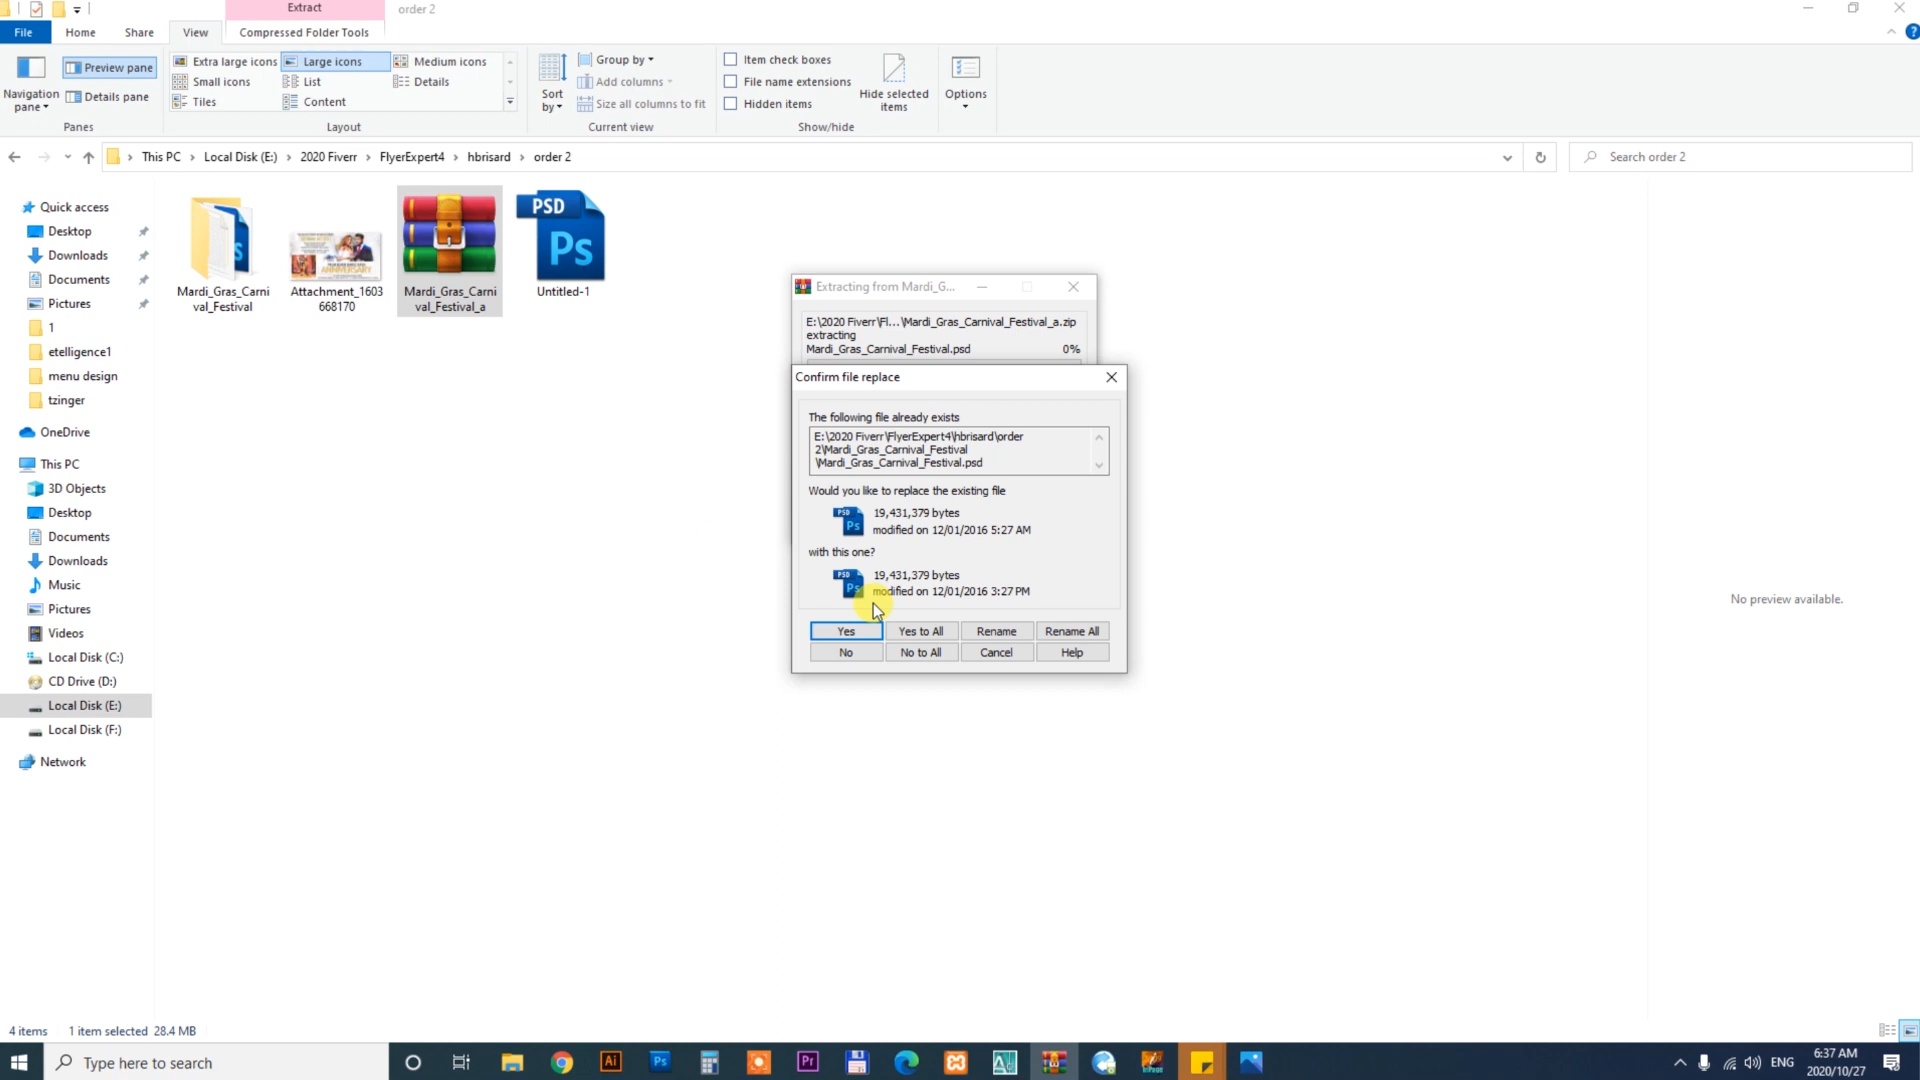 Extract
order 2
File
Home
Share
View
Compressed Folder Tools
Navigation
pane
Preview pane
Details pane
Panes
Extra large icons
Large icons
Medium icons
Small icons
List
Details
Tiles
Content
Layout
Sort
by
Group by
Add columns
Size all columns to fit
Current view
Item check boxes
File name extensions
Hidden items
Hide selected
items
Show/hide
Options
This PC
Local Disk (E:)
2020 Fiverr
FlyerExpert4
hbrisard
order 2
Search order 2
Quick access
Desktop
Downloads
Documents
Pictures
1
etelligence1
menu design
tzinger
OneDrive
This PC
3D Objects
Desktop
Documents
Downloads
Music
Pictures
Videos
Local Disk (C:)
CD Drive (D:)
Local Disk (E:)
Local Disk (F:)
Network
Mardi_Gras_Carni
val_Festival
ANNIVERSARY
Attachment_1603
668170
Mardi_Gras_Carni
val_Festival_a
PSD
Ps
Untitled-1
Extracting from Mardi_G...
E:\2020 Fiverr\Fl...\Mardi_Gras_Carnival_Festival_a.zip
extracting
Mardi_Gras_Carnival_Festival.psd 0%
Confirm file replace
The following file already exists
E:\2020 Fiverr\FlyerExpert4\hbrisard\order
2\Mardi_Gras_Carnival_Festival
\Mardi_Gras_Carnival_Festival.psd
Would you like to replace the existing file
PSD
Ps
19,431,379 bytes
modified on 12/01/2016 5:27 AM
with this one?
PSD
Ps
19,431,379 bytes
modified on 12/01/2016 3:27 PM
Yes
Yes to All
Rename
Rename All
No
No to All
Cancel
Help
No preview available.
4 items
1 item selected 28.4 MB
Type here to search
Ai
Ps
Pr
ENG
6:37 AM
2020/10/27